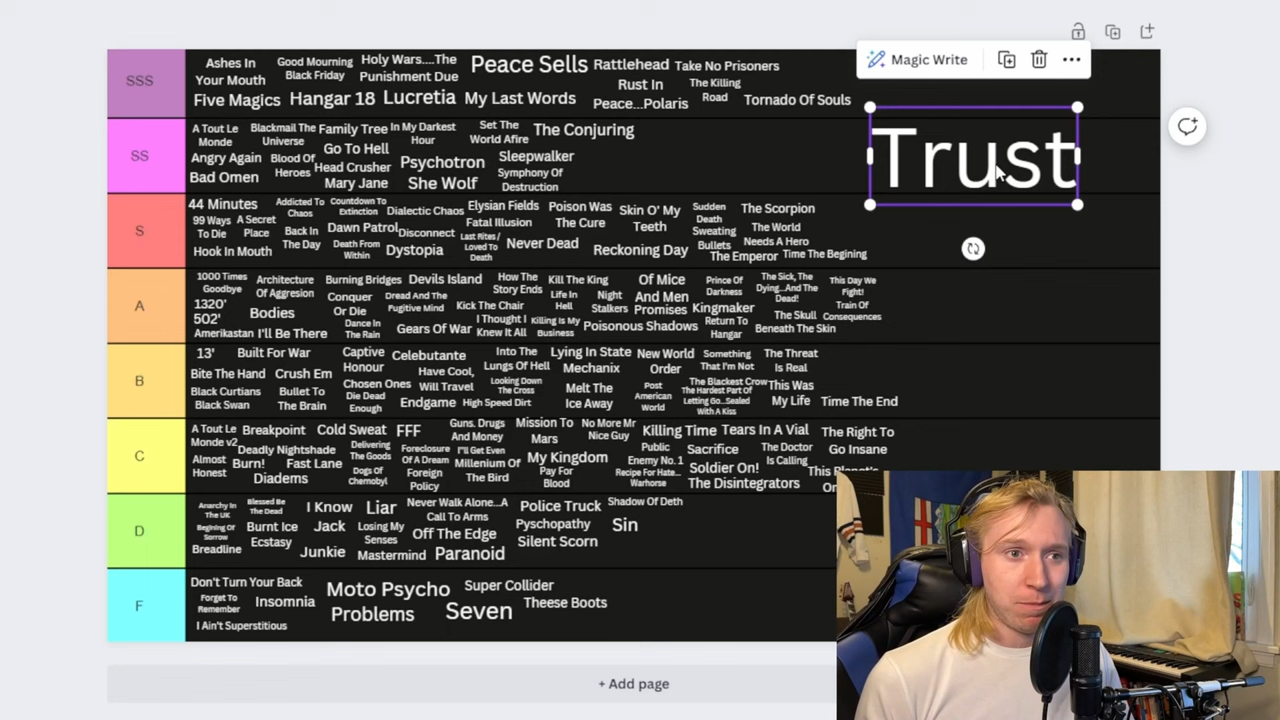 Magic Write
SSS
Ashes In
Your Mouth
Good Mourning
Black Friday
Holy Wars....The
Punishment Due
Peace Sells
Rattlehead
Take No Prisoners
Rust In
Peace...Polaris
The Killing
Road
Five Magics
Hangar 18
Lucretia
My Last Words
Tornado Of Souls
SS
A Tout Le
Monde
Blackmail The
Universe
Family Tree
In My Darkest
Hour
Set The
World Afire
The Conjuring
Go To Hell
Angry Again
Blood Of
Heroes
Head Crusher
Psychotron
Sleepwalker
Bad Omen
Mary Jane
She Wolf
Symphony Of
Destruction
Trust
S
44 Minutes
Addicted To
Chaos
Countdown To
Extinction
Dialectic Chaos
Elysian Fields
Poison Was
The Cure
Skin O' My
Teeth
Sudden
Death
The Scorpion
99 Ways
To Die
A Secret
Place
Back In
The Day
Dawn Patrol
Disconnect
Fatal Illusion
Sweating
Bullets
The World
Needs A Hero
Hook In Mouth
Death From
Within
Dystopia
Last Rites /
Loved To
Death
Never Dead
Reckoning Day
The Emperor
Time The Begining
A
1000 Times
Goodbye
Architecture
Of Aggresion
Burning Bridges
Devils Island
How The
Story Ends
Kill The King
Of Mice
And Men
Prince Of
Darkness
The Sick, The
Dying...And The
Dead!
This Day We
Fight!
1320'
502'
Bodies
Conquer
Or Die
Dread And The
Fugitive Mind
Kick The Chair
Life In
Hell
Night
Stalkers
Promises
Kingmaker
The Skull
Beneath The Skin
Train Of
Consequences
Amerikastan
I'll Be There
Dance In
The Rain
Gears Of War
I Thought I
Knew It All
Killing Is My
Business
Poisonous Shadows
Return To
Hangar
B
13'
Built For War
Captive
Honour
Celebutante
Into The
Lungs Of Hell
Lying In State
New World
Order
Something
That I'm Not
The Threat
Is Real
Bite The Hand
Crush Em
Chosen Ones
Have Cool,
Will Travel
Looking Down
The Cross
Mechanix
Post
American
World
The Blackest Crow
The Hardest Part Of
Letting Go...Sealed
With A Kiss
This Was
My Life
Black Curtians
Black Swan
Bullet To
The Brain
Die Dead
Enough
Endgame
High Speed Dirt
Melt The
Ice Away
Time The End
C
A Tout Le
Monde v2
Breakpoint
Cold Sweat
FFF
Guns. Drugs
And Money
Mission To
Mars
No More Mr
Nice Guy
Killing Time
Tears In A Vial
The Right To
Go Insane
Almost
Honest
Deadly Nightshade
Burn!
Fast Lane
Delivering
The Goods
Foreclosure
Of A Dream
I"ll Get Even
My Kingdom
Public
Enemy No. 1
Sacrifice
The Doctor
Is Calling
Diadems
Dogs Of
Chernobyl
Foreign
Policy
Millenium Of
The Bird
Pay For
Blood
Recipe For Hate...
Warhorse
Soldier On!
The Disintegrators
This Planet's
D
Anarchy In
The UK
Blessed Be
The Dead
I Know
Jack
Liar
Never Walk Alone...A
Call To Arms
Police Truck
Shadow Of Deth
Begining Of
Sorrow
Burnt Ice
Losing My
Senses
Off The Edge
Pyschopathy
Sin
Breadline
Ecstasy
Junkie
Mastermind
Paranoid
Silent Scorn
F
Don't Turn Your Back
Moto Psycho
Super Collider
Forget To
Remember
Insomnia
Problems
Seven
Theese Boots
I Ain't Superstitious
+ Add page